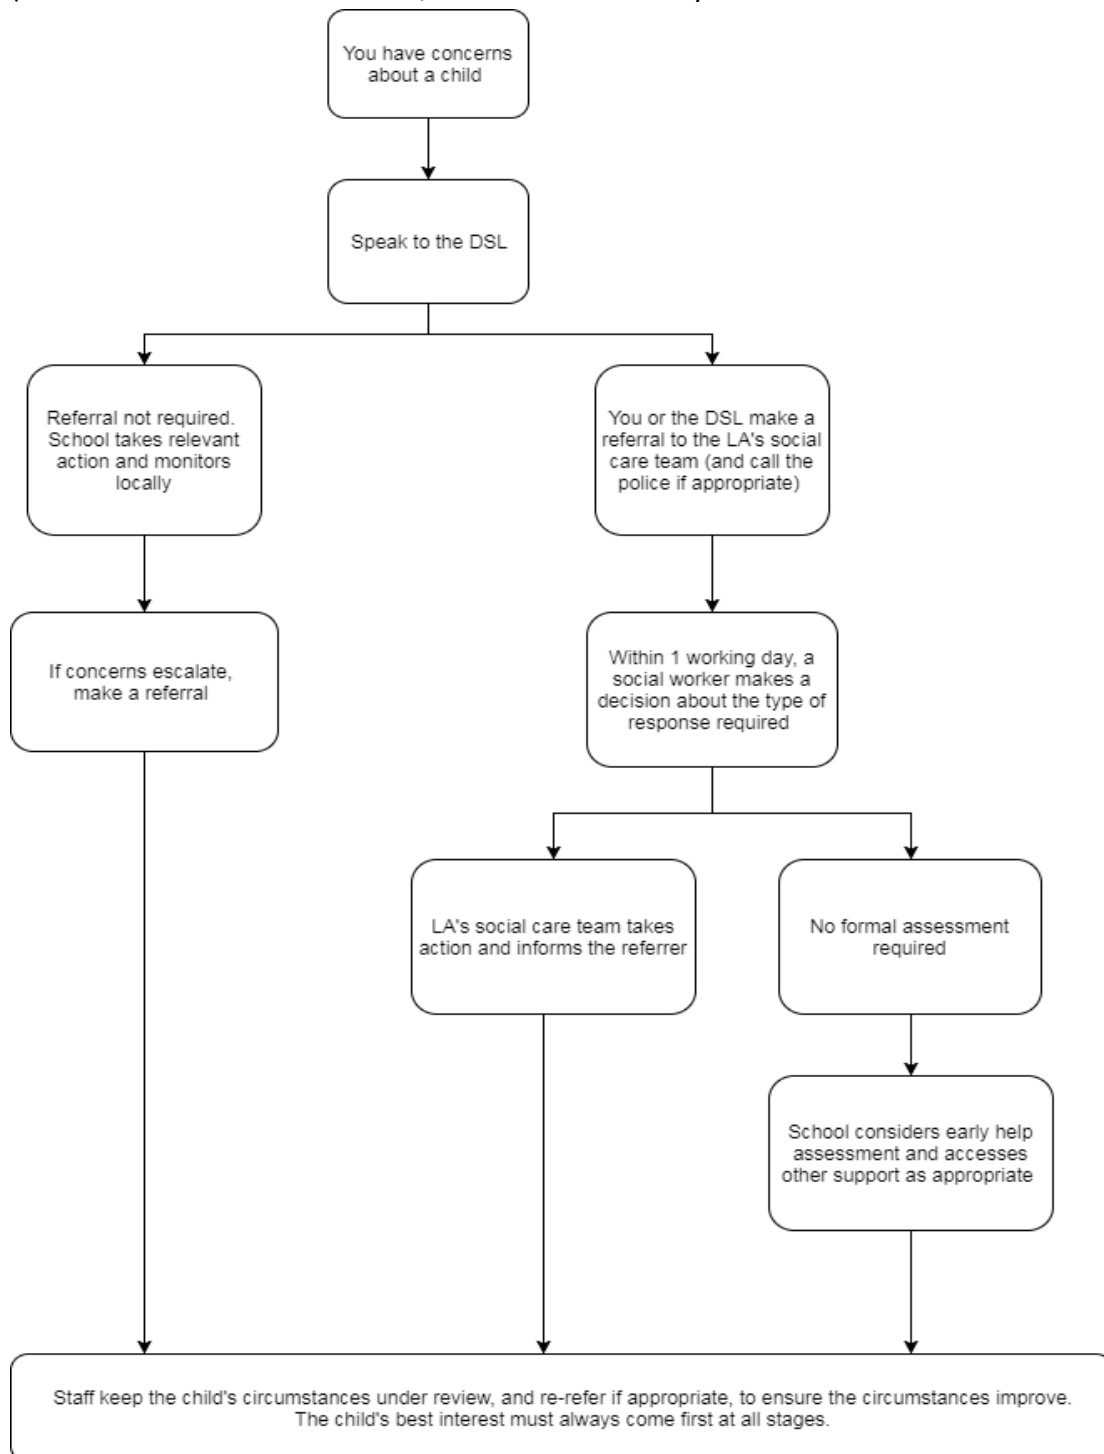 You have concerns
about a child
Speak to the DSL
Referral not required.
School takes relevant
action and monitors
locally
You or the DSL make a
referral to the LA's social
care team (and call the
police if appropriate)
If concerns escalate,
make a referral
Within 1 working day, a
social worker makes a
decision about the type of
response required
LA's social care team takes
action and informs the referrer
No formal assessment
required
School considers early help
assessment and accesses
other support as appropriate
Staff keep the child's circumstances under review, and re-refer if appropriate, to ensure the circumstances improve.
The child's best interest must always come first at all stages.